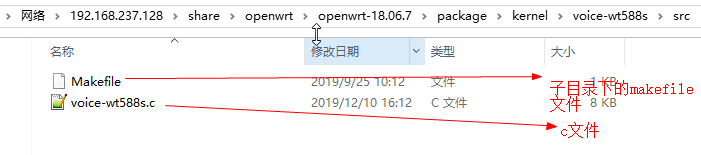 网络 > 192.168.237.128 > share > openwrt > openwrt-18.06.7 > package > kernel > voice-wt588s > src
名称 修改日期 类型 大小
Makefile 2019/9/25 10:12 文件 1 KB
子目录下的makefile
文件
voice-wt588s.c 2019/12/10 16:12 C 文件 8 KB
c文件